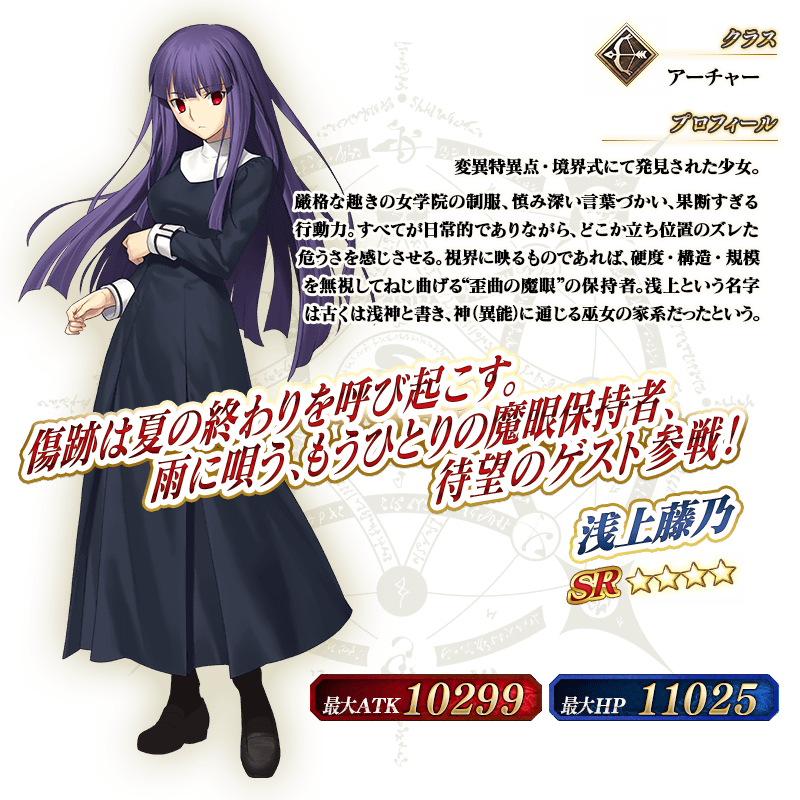 クラス
アーチャー
プロフィール
変異特異点・境界式にて発見された少女。
厳格な趣きの女学院の制服、慎み深い言葉づかい、果断すぎる
行動力。すべてが日常的でありながら、どこか立ち位置のズレた
危うさを感じさせる。視界に映るものであれば、硬度・構造・規模
を無視してねじ曲げる“歪曲の魔眼”の保持者。浅上という名字
は古くは浅神と書き、神（異能）に通じる巫女の家系だったという。
傷跡は夏の終わりを呼び起こす。
雨に唄う、もうひとりの魔眼保持者、
待望のゲスト参戦！
浅上藤乃
SR
最大ATK 10299
最大HP 11025